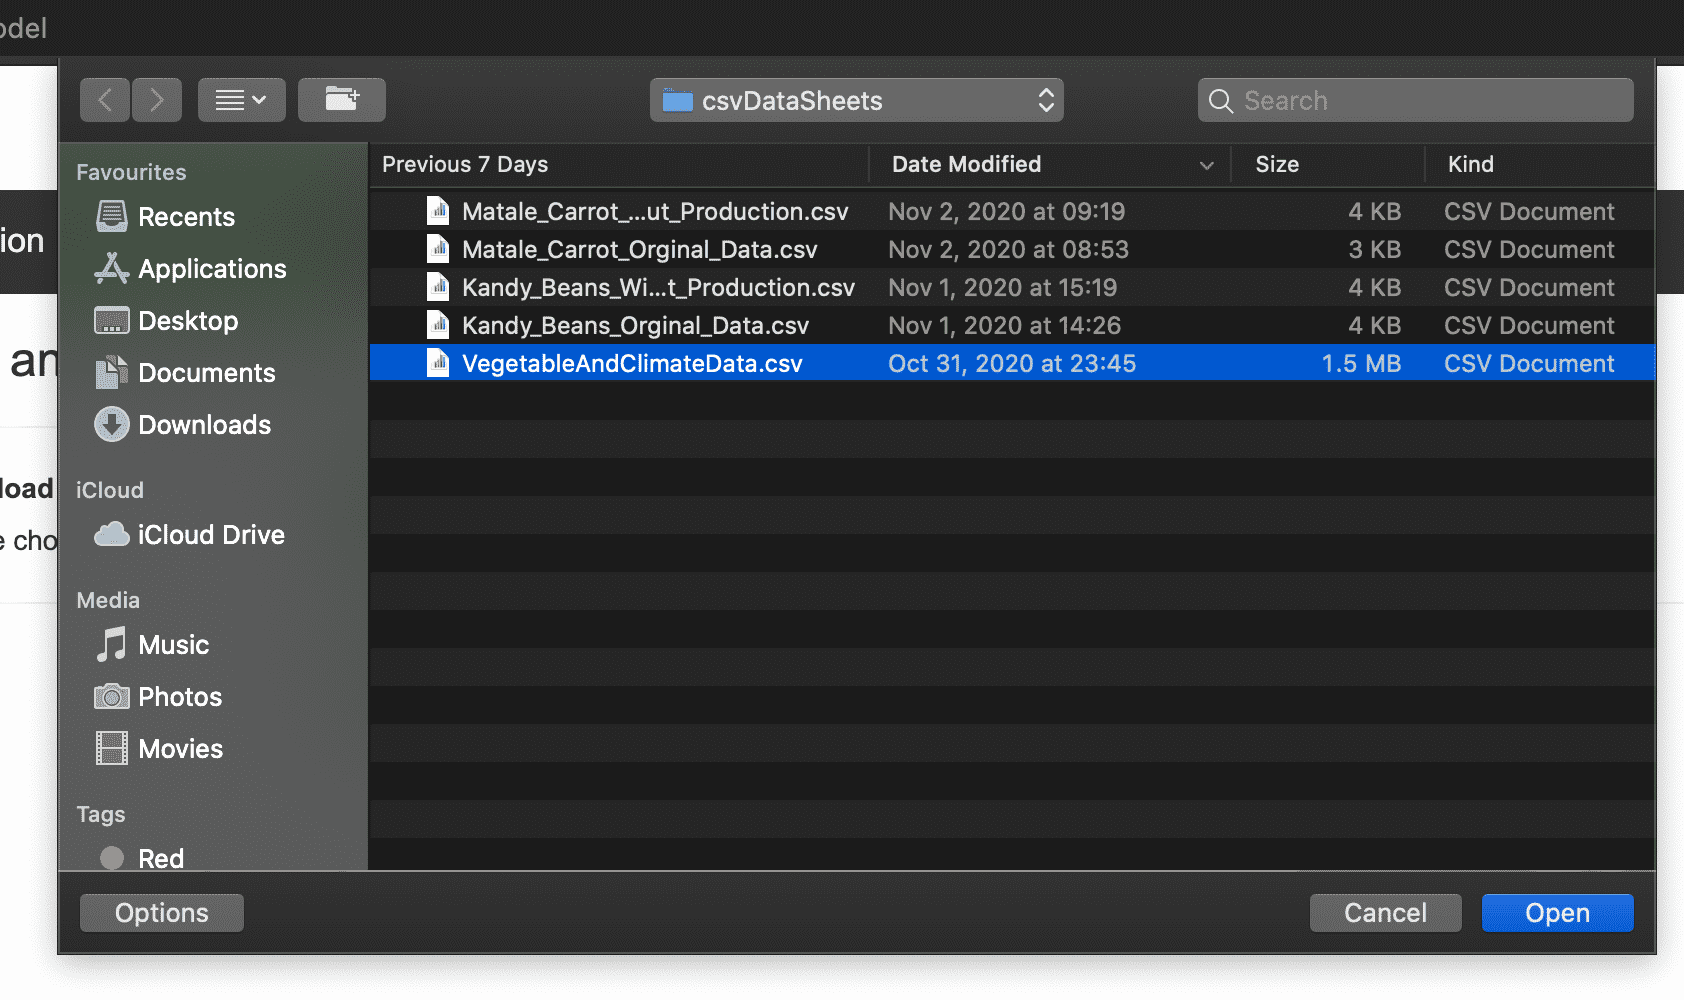 odel
csvDataSheets
Search
Favourites
Recents
Applications
Desktop
Documents
Downloads
iCloud
iCloud Drive
Media
Music
Photos
Movies
Tags
Red
Previous 7 Days Date Modified Size Kind
Matale_Carrot_...ut_Production.csv Nov 2, 2020 at 09:19 4 KB CSV Document
Matale_Carrot_Orginal_Data.csv Nov 2, 2020 at 08:53 3 KB CSV Document
Kandy_Beans_Wi...t_Production.csv Nov 1, 2020 at 15:19 4 KB CSV Document
Kandy_Beans_Orginal_Data.csv Nov 1, 2020 at 14:26 4 KB CSV Document
VegetableAndClimateData.csv Oct 31, 2020 at 23:45 1.5 MB CSV Document
ion
an
load
e cho
Options
Cancel
Open